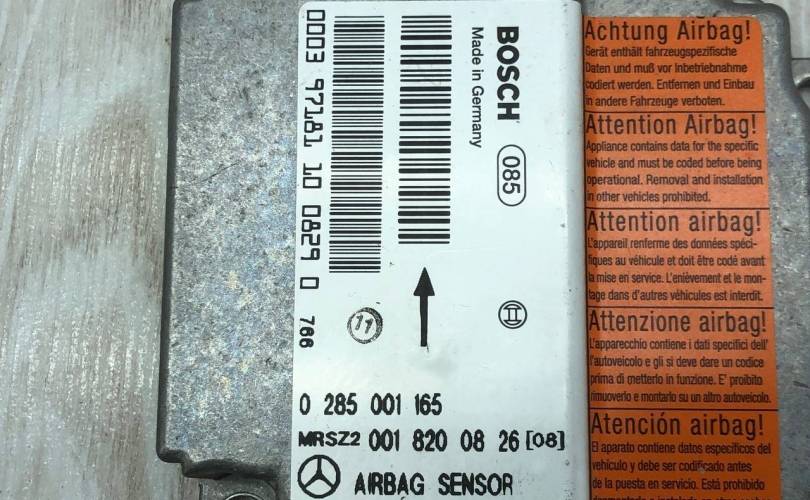 BOSCH
Made in Germany
085
0003 97181 10 0829 0 766
11
0 285 001 165
MRSZ2 001 820 08 26 [08]
AIRBAG SENSOR
Achtung Airbag!
Gerät enthält fahrzeugspezifische
Daten und muß vor Inbetriebnahme
codiert werden. Entfernen und Einbau
in andere Fahrzeuge verboten.
Attention Airbag!
Appliance contains data for the specific
vehicle and must be coded before being
operational. Removal and installation
in other vehicles prohibited.
Attention airbag!
L'appareil renferme des données spéci-
fiques au véhicule et doit être codé avant
la mise en service. L'enlèvement et le mon-
tage dans d'autres véhicules est interdit.
Attenzione airbag!
L'apparecchio contiene i dati specifici dell'
l'autoveicolo e gli si deve dare un codice
prima di metterlo in funzione. E' proibito
rimuoverlo e montarlo su un altro autoveicolo.
Atención airbag!
El aparato contiene datos específicos del
vehículo y debe ser codificado antes
de la puesta en servicio. Está prohibido